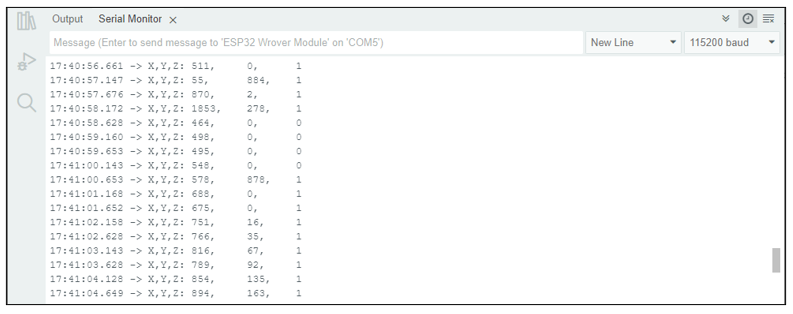 Output Serial Monitor
Message (Enter to send message to 'ESP32 Wrover Module' on 'COM5') New Line 115200 baud
17:40:56.661 -> X,Y,Z: 511, 0, 1
17:40:57.147 -> X,Y,Z: 55, 884, 1
17:40:57.676 -> X,Y,Z: 870, 2, 1
17:40:58.172 -> X,Y,Z: 1853, 278, 1
17:40:58.628 -> X,Y,Z: 464, 0, 0
17:40:59.160 -> X,Y,Z: 498, 0, 0
17:40:59.653 -> X,Y,Z: 495, 0, 0
17:41:00.143 -> X,Y,Z: 548, 0, 0
17:41:00.653 -> X,Y,Z: 578, 878, 1
17:41:01.168 -> X,Y,Z: 688, 0, 1
17:41:01.652 -> X,Y,Z: 675, 0, 1
17:41:02.158 -> X,Y,Z: 751, 16, 1
17:41:02.628 -> X,Y,Z: 766, 35, 1
17:41:03.143 -> X,Y,Z: 816, 67, 1
17:41:03.628 -> X,Y,Z: 789, 92, 1
17:41:04.128 -> X,Y,Z: 854, 135, 1
17:41:04.649 -> X,Y,Z: 894, 163, 1